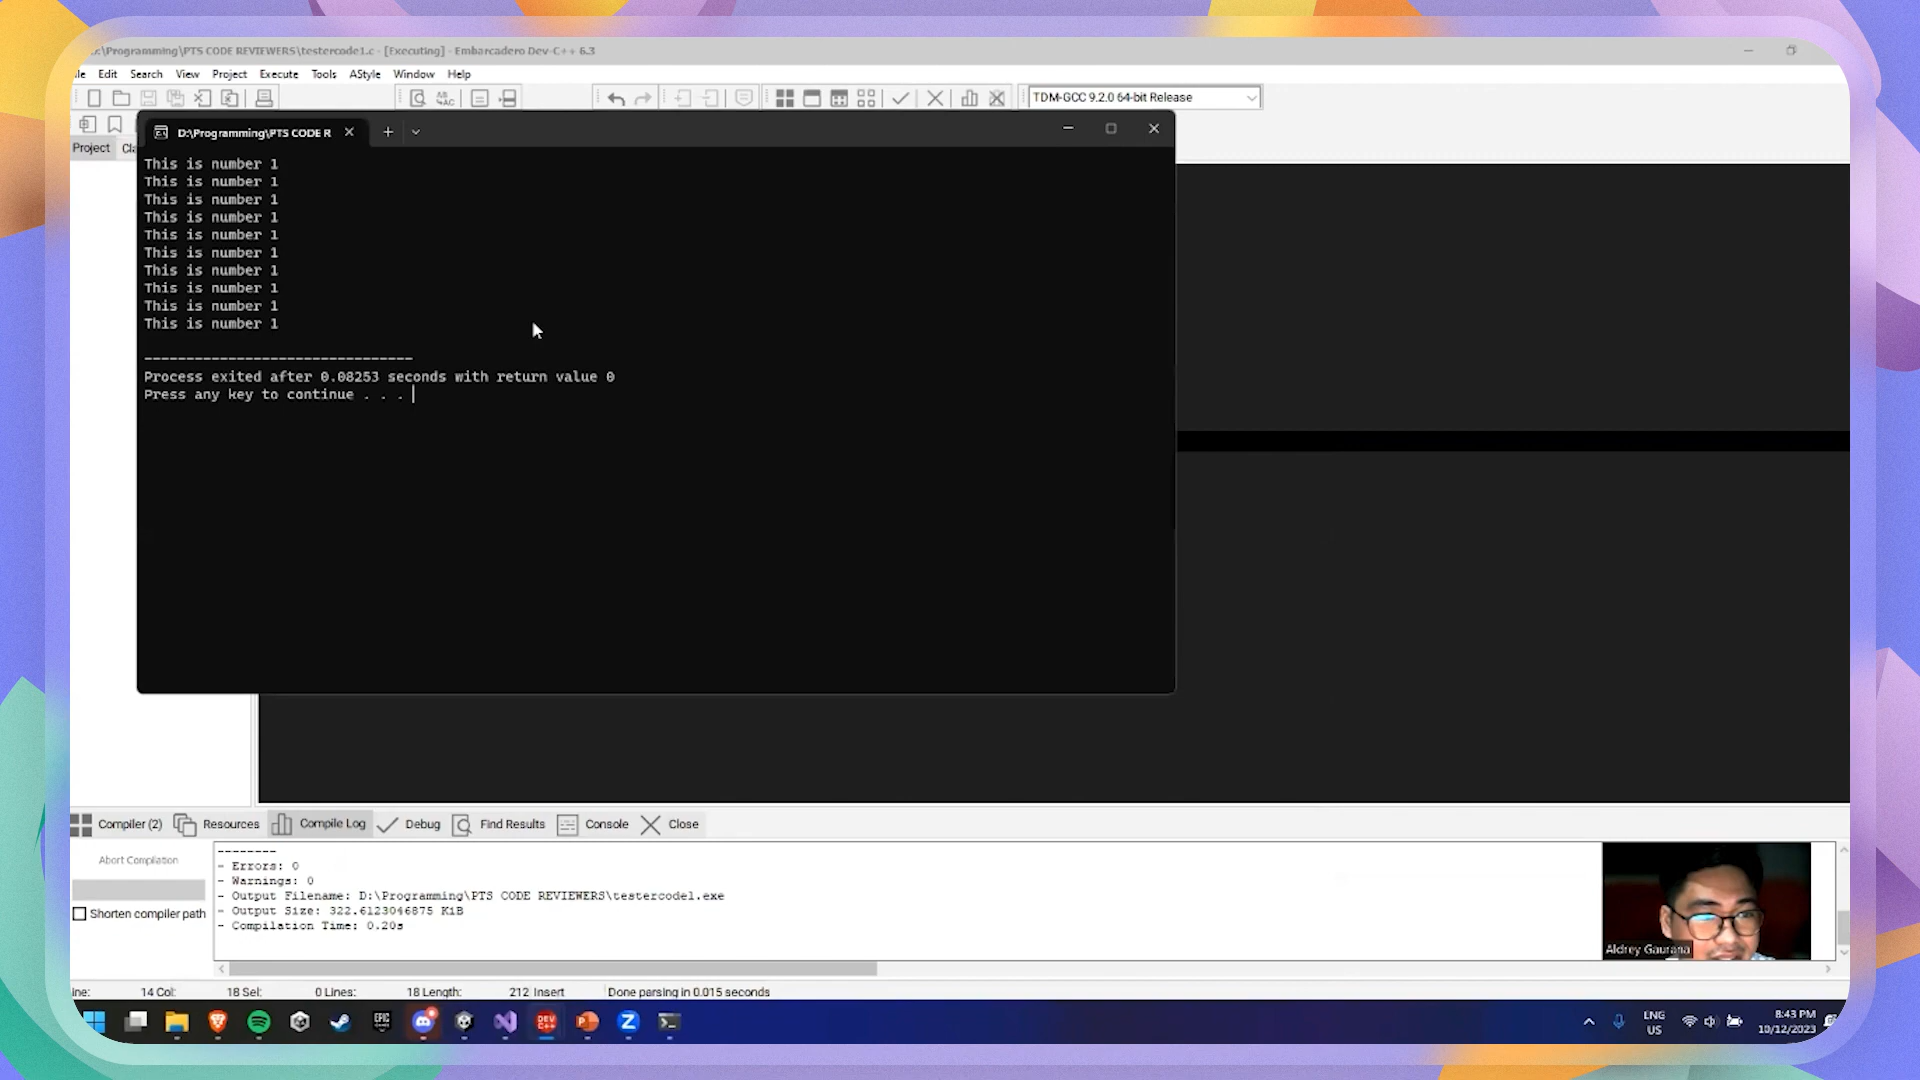 D:\Programming\PTS CODE REVIEWERS\testercode1.c - [Executing] - Embarcadero Dev-C++ 6.3
le Edit Search View Project Execute Tools AStyle Window Help
TDM-GCC 9.2.0 64-bit Release
Project Cla
D:\Programming\PTS CODE R
This is number 1
This is number 1
This is number 1
This is number 1
This is number 1
This is number 1
This is number 1
This is number 1
This is number 1
This is number 1
--------------------------------
Process exited after 0.08253 seconds with return value 0
Press any key to continue . . .
Compiler (2) Resources Compile Log Debug Find Results Console Close
Abort Compilation
Shorten compiler path
--------
- Errors: 0
- Warnings: 0
- Output Filename: D:\Programming\PTS CODE REVIEWERS\testercode1.exe
- Output Size: 322.6123046875 KiB
- Compilation Time: 0.20s
Aldrey Gaurana
ine: 14 Col: 18 Sel: 0 Lines: 18 Length: 212 Insert Done parsing in 0.015 seconds
EPIC
DEV C++
ENG
US
8:43 PM
10/12/2023